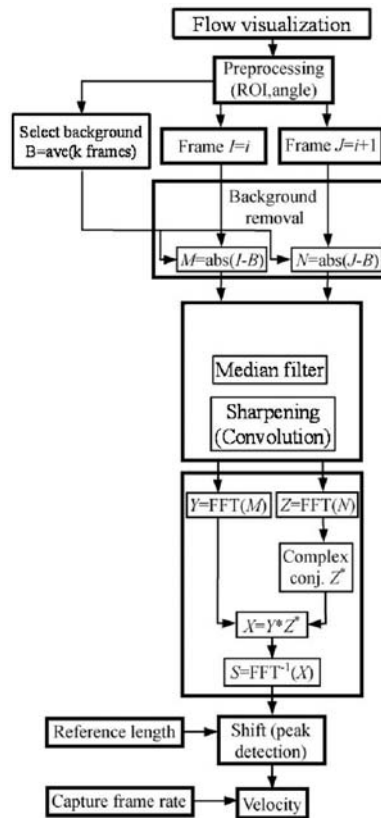 Flow visualization
Preprocessing
(ROI,angle)
Select background
B=ave(k frames)
Frame I=i
Frame J=i+1
Background
removal
M=abs(I-B)
N=abs(J-B)
Median filter
Sharpening
(Convolution)
Y=FFT(M)
Z=FFT(N)
Complex
conj. Z*
X=Y*Z*
S=FFT⁻¹(X)
Reference length
Shift (peak
detection)
Capture frame rate
Velocity